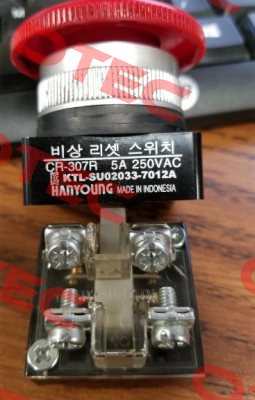 비상 리셋 스위치
CR-307R 5A 250VAC
KTL-SU02033-7012A
HANYOUNG MADE IN INDONESIA